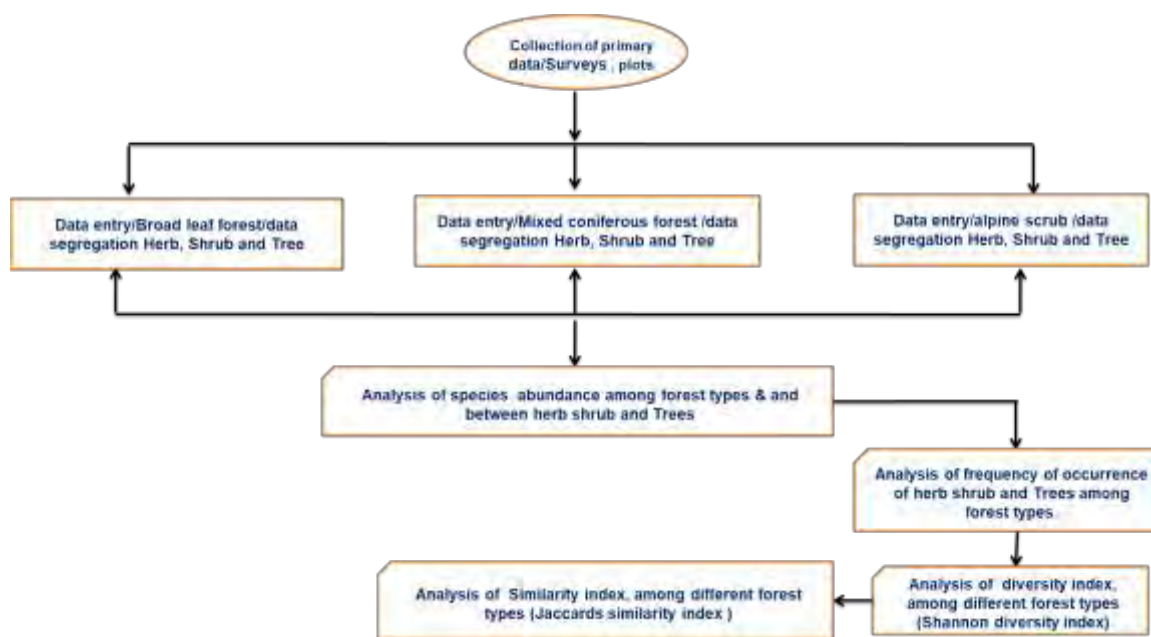 Collection of primary
data/Surveys , plots
Data entry/Broad leaf forest/data
segregation Herb, Shrub and Tree
Data entry/Mixed coniferous forest /data
segregation Herb, Shrub and Tree
Data entry/alpine scrub /data
segregation Herb, Shrub and Tree
Analysis of species abundance among forest types & and
between herb shrub and Trees
Analysis of frequency of occurrence
of herb shrub and Trees among
forest types
Analysis of diversity index,
among different forest types
(Shannon diversity index)
Analysis of Similarity index, among different forest
types (Jaccards similarity index )